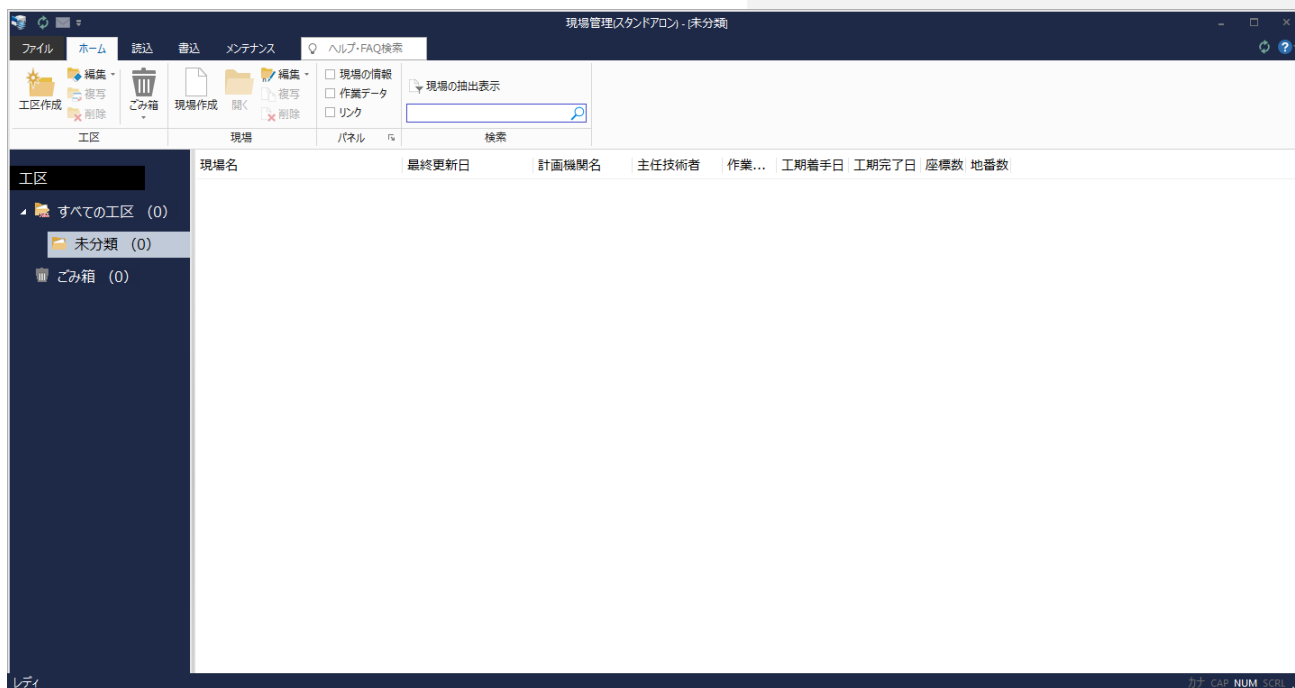 現場管理(スタンドアロン) - [未分類]
ファイル ホーム 読込 書込 メンテナンス ヘルプ・FAQ検索
工区作成 編集 複写 削除 ごみ箱
工区
現場作成 開く 編集 複写 削除
現場
現場の情報
作業データ
リンク
パネル
現場の抽出表示
検索
工区
すべての工区 (0)
未分類 (0)
ごみ箱 (0)
現場名 最終更新日 計画機関名 主任技術者 作業... 工期着手日 工期完了日 座標数 地番数
レディ
カナ CAP NUM SCRL